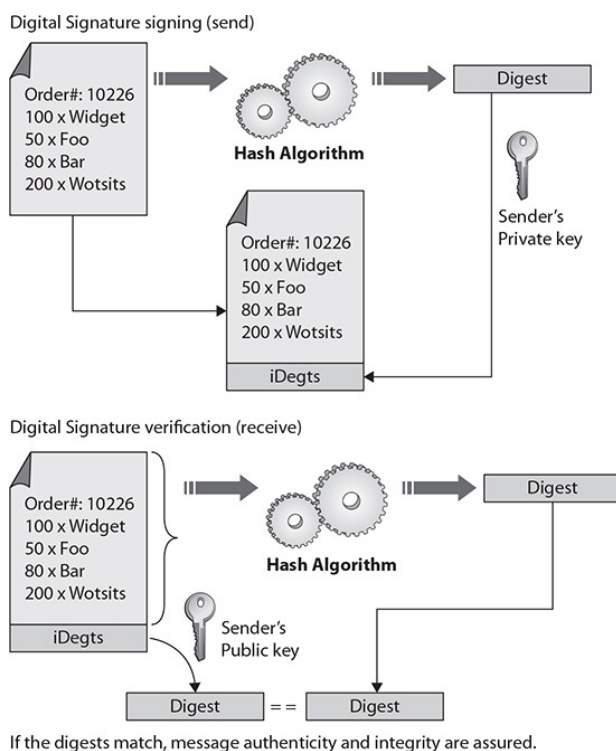 Digital Signature signing (send)
Order#: 10226
100 x Widget
50 x Foo
80 x Bar
200 x Wotsits
Hash Algorithm
Digest
Sender's
Private key
Order#: 10226
100 x Widget
50 x Foo
80 x Bar
200 x Wotsits
iDegts
Digital Signature verification (receive)
Order#: 10226
100 x Widget
50 x Foo
80 x Bar
200 x Wotsits
iDegts
Hash Algorithm
Digest
Sender's
Public key
Digest == Digest
If the digests match, message authenticity and integrity are assured.